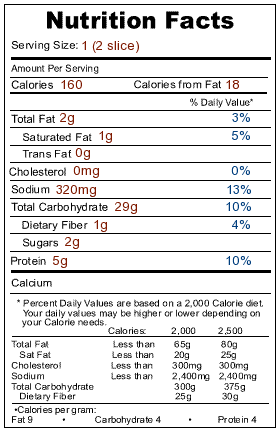 Nutrition Facts
Serving Size: 1 (2 slice)
Amount Per Serving
Calories 160 Calories from Fat 18
% Daily Value*
Total Fat 2g 3%
Saturated Fat 1g 5%
Trans Fat 0g
Cholesterol 0mg 0%
Sodium 320mg 13%
Total Carbohydrate 29g 10%
Dietary Fiber 1g 4%
Sugars 2g
Protein 5g 10%
Calcium
* Percent Daily Values are based on a 2,000 Calorie diet.
Your daily values may be higher or lower depending on
your Calorie needs.
Calories: 2,000 2,500
Total Fat Less than 65g 80g
Sat Fat Less than 20g 25g
Cholesterol Less than 300mg 300mg
Sodium Less than 2,400mg 2,400mg
Total Carbohydrate 300g 375g
Dietary Fiber 25g 30g
•Calories per gram:
Fat 9 • Carbohydrate 4 • Protein 4